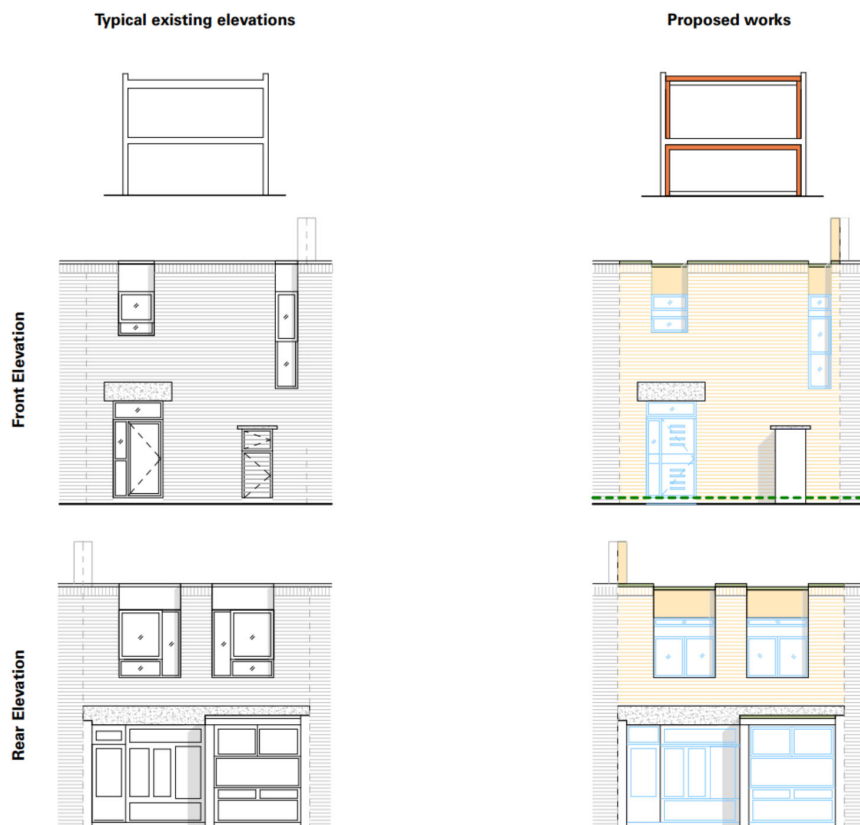 Typical existing elevations
Proposed works
Front Elevation
Rear Elevation